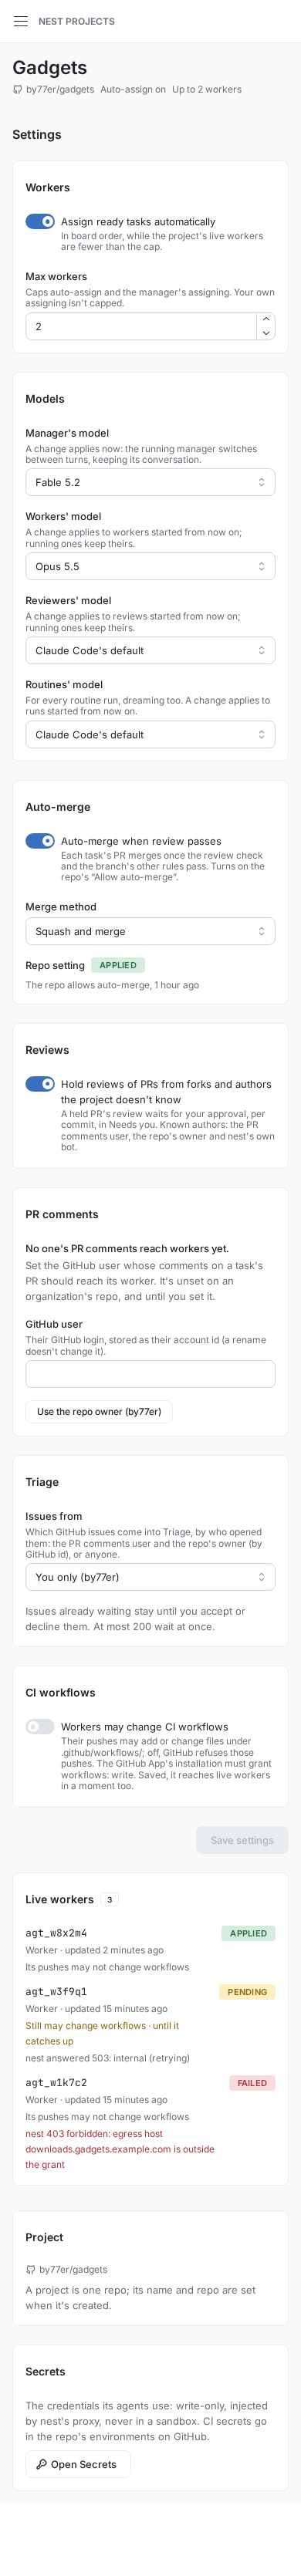 NEST PROJECTS
Gadgets
by77er/gadgets Auto-assign on Up to 2 workers
Settings
Workers
Assign ready tasks automatically
In board order, while the project's live workers
are fewer than the cap.
Max workers
Caps auto-assign and the manager's assigning. Your own
assigning isn't capped.
2
Models
Manager's model
A change applies now: the running manager switches
between turns, keeping its conversation.
Fable 5.2
Workers' model
A change applies to workers started from now on;
running ones keep theirs.
Opus 5.5
Reviewers' model
A change applies to reviews started from now on;
running ones keep theirs.
Claude Code's default
Routines' model
For every routine run, dreaming too. A change applies to
runs started from now on.
Claude Code's default
Auto-merge
Auto-merge when review passes
Each task's PR merges once the review check
and the branch's other rules pass. Turns on the
repo's “Allow auto-merge”.
Merge method
Squash and merge
Repo setting APPLIED
The repo allows auto-merge, 1 hour ago
Reviews
Hold reviews of PRs from forks and authors
the project doesn't know
A held PR's review waits for your approval, per
commit, in Needs you. Known authors: the PR
comments user, the repo's owner and nest's own
bot.
PR comments
No one's PR comments reach workers yet.
Set the GitHub user whose comments on a task's
PR should reach its worker. It's unset on an
organization's repo, and until you set it.
GitHub user
Their GitHub login, stored as their account id (a rename
doesn't change it).
Use the repo owner (by77er)
Triage
Issues from
Which GitHub issues come into Triage, by who opened
them: the PR comments user and the repo's owner (by
GitHub id), or anyone.
You only (by77er)
Issues already waiting stay until you accept or
decline them. At most 200 wait at once.
CI workflows
Workers may change CI workflows
Their pushes may add or change files under
.github/workflows/; off, GitHub refuses those
pushes. The GitHub App's installation must grant
workflows: write. Saved, it reaches live workers
in a moment too.
Save settings
Live workers 3
agt_w8x2m4 APPLIED
Worker · updated 2 minutes ago
Its pushes may not change workflows
agt_w3f9q1 PENDING
Worker · updated 15 minutes ago
Still may change workflows · until it
catches up
nest answered 503: internal (retrying)
agt_w1k7c2 FAILED
Worker · updated 15 minutes ago
Its pushes may not change workflows
nest 403 forbidden: egress host
downloads.gadgets.example.com is outside
the grant
Project
by77er/gadgets
A project is one repo; its name and repo are set
when it's created.
Secrets
The credentials its agents use: write-only, injected
by nest's proxy, never in a sandbox. CI secrets go
in the repo's environments on GitHub.
Open Secrets